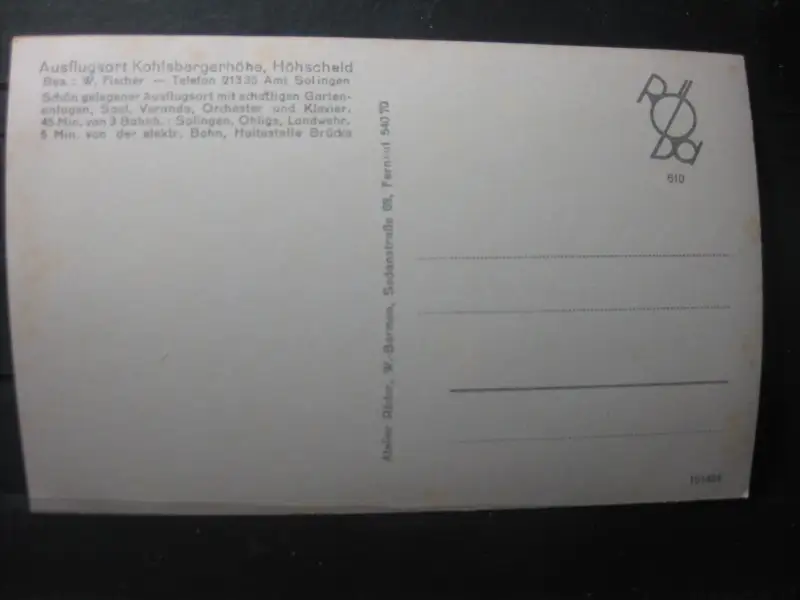 Ausflugsort Kohlsbergerhöhe, Höhscheid
Bes.: W. Fischer — Telefon 21335 Amt Solingen
Schön gelegener Ausflugsort mit schattigen Garten-
anlagen, Saal, Veranda, Orchester und Klavier.
45 Min. von 3 Bahnh.: Solingen, Ohligs, Landwehr.
5 Min. von der elektr. Bahn, Haltestelle Brücke
Atelier Röder, W.-Barmen, Sedanstraße 68, Fernruf 540 70
RÖDa
610